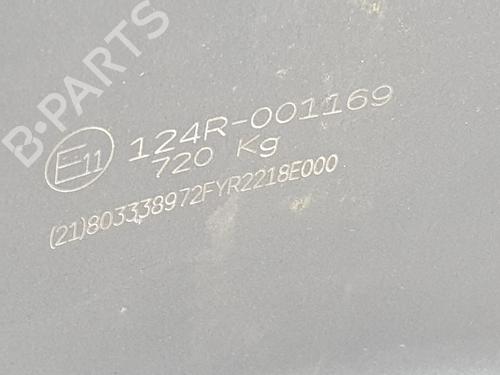 B-PARTS
E11 124R-001169
720 Kg
(21)803338972FYR2218E000